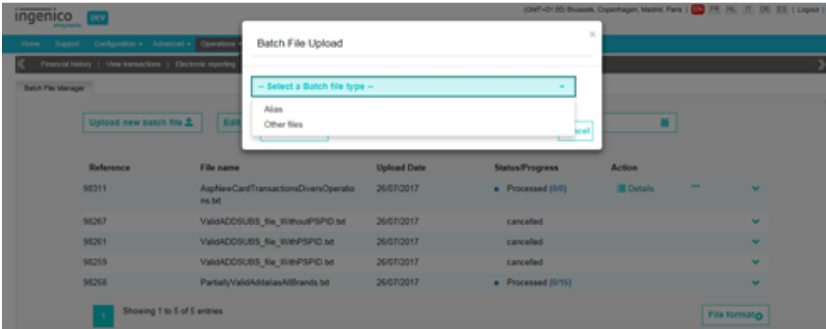 ingenico
ePayments
DEV
(GMT+01:00) Brussels, Copenhagen, Madrid, Paris | EN FR NL IT DE ES | Logout |
Home Support Configuration Advanced Operations
Financial history | View transactions | Electronic reporting
Batch File Manager
Batch File Upload
×
-- Select a Batch file type --
Alias
Other files
Upload new batch file
Edit
cel
Reference File name Upload Date Status/Progress Action
98311 AspNewCardTransactionsDiversOperatio 26/07/2017 Processed (0/0) Details ...
ns.txt
98267 ValidADDSUBS_file_WithoutPSPID.txt 26/07/2017 cancelled
98261 ValidADDSUBS_file_WithPSPID.txt 26/07/2017 cancelled
98259 ValidADDSUBS_file_WithPSPID.txt 26/07/2017 cancelled
98258 PartiallyValidAddaliasAllBrands.txt 26/07/2017 Processed (0/16)
1 Showing 1 to 5 of 5 entries
File format